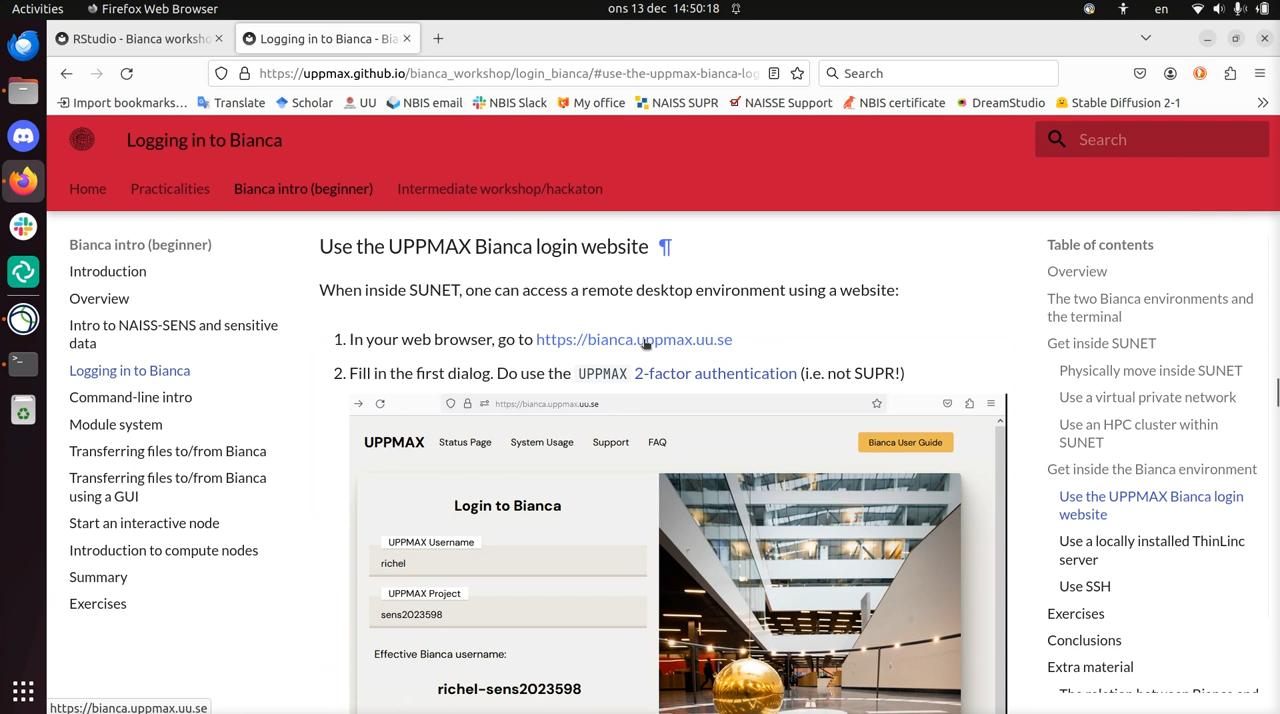 Activities
Firefox Web Browser
ons 13 dec 14:50:18
en
RStudio - Bianca worksho
Logging in to Bianca - Bia
https://uppmax.github.io/bianca_workshop/login_bianca/#use-the-uppmax-bianca-log
Search
Import bookmarks...
Translate
Scholar
UU
NBIS email
NBIS Slack
My office
NAISS SUPR
NAISSE Support
NBIS certificate
DreamStudio
Stable Diffusion 2-1
Logging in to Bianca
Search
Home
Practicalities
Bianca intro (beginner)
Intermediate workshop/hackaton
Bianca intro (beginner)
Introduction
Overview
Intro to NAISS-SENS and sensitive
data
Logging in to Bianca
Command-line intro
Module system
Transferring files to/from Bianca
Transferring files to/from Bianca
using a GUI
Start an interactive node
Introduction to compute nodes
Summary
Exercises
Use the UPPMAX Bianca login website ¶
When inside SUNET, one can access a remote desktop environment using a website:
1. In your web browser, go to https://bianca.uppmax.uu.se
2. Fill in the first dialog. Do use the UPPMAX 2-factor authentication (i.e. not SUPR!)
https://bianca.uppmax.uu.se
UPPMAX
Status Page
System Usage
Support
FAQ
Bianca User Guide
Login to Bianca
UPPMAX Username
richel
UPPMAX Project
sens2023598
Effective Bianca username:
richel-sens2023598
Table of contents
Overview
The two Bianca environments and
the terminal
Get inside SUNET
Physically move inside SUNET
Use a virtual private network
Use an HPC cluster within
SUNET
Get inside the Bianca environment
Use the UPPMAX Bianca login
website
Use a locally installed ThinLinc
server
Use SSH
Exercises
Conclusions
Extra material
The relation between Bianca and
https://bianca.uppmax.uu.se